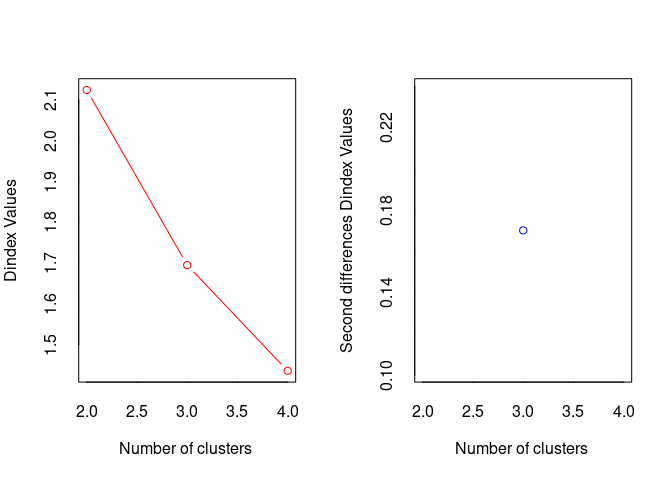 Dindex Values
2.1
2.0
1.9
1.8
1.7
1.6
1.5
2.0 2.5 3.0 3.5 4.0
Number of clusters
Second differences Dindex Values
0.22
0.18
0.14
0.10
2.0 2.5 3.0 3.5 4.0
Number of clusters